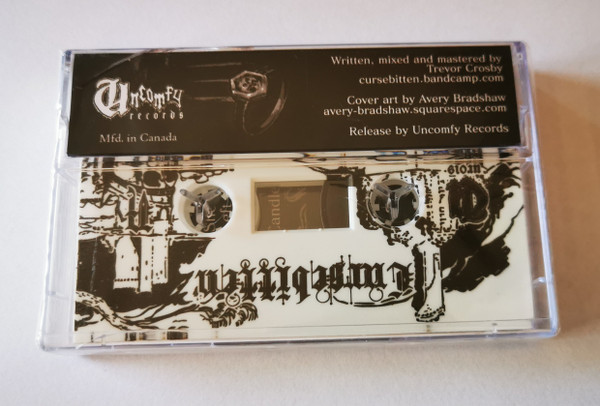 Uncomfy
records
Mfd. in Canada
Written, mixed and mastered by
Trevor Crosby
cursebitten.bandcamp.com
Cover art by Avery Bradshaw
avery-bradshaw.squarespace.com
Release by Uncomfy Records
Cursebitten